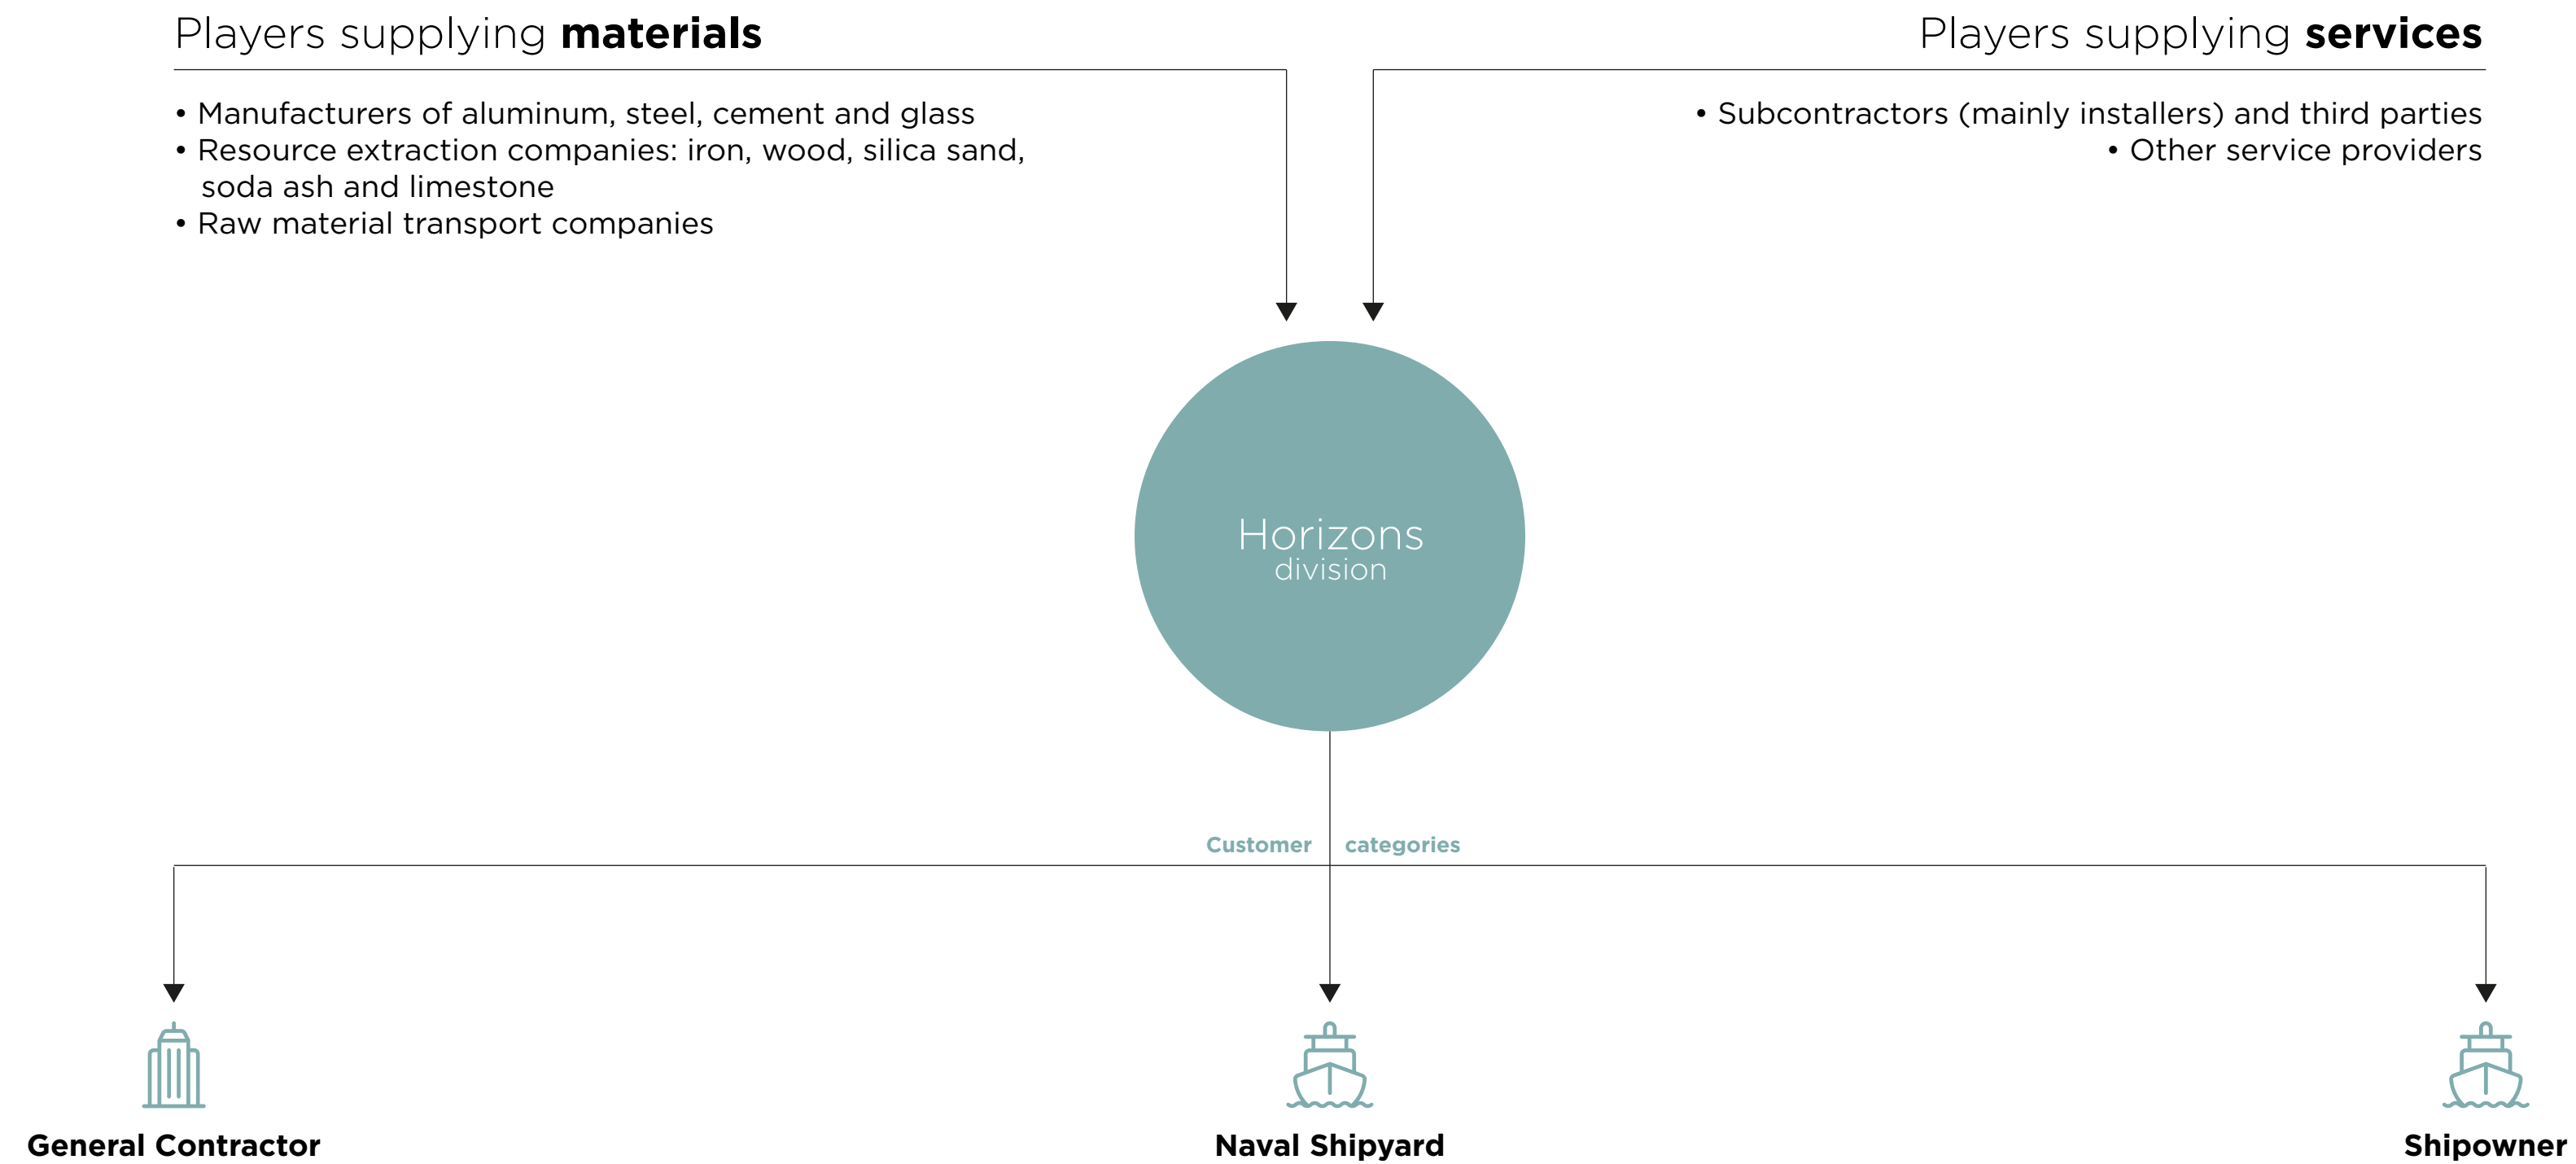 Players supplying materials
• Manufacturers of aluminum, steel, cement and glass
• Resource extraction companies: iron, wood, silica sand,
soda ash and limestone
• Raw material transport companies
Players supplying services
• Subcontractors (mainly installers) and third parties
• Other service providers
Horizons
division
Customer categories
General Contractor
Naval Shipyard
Shipowner